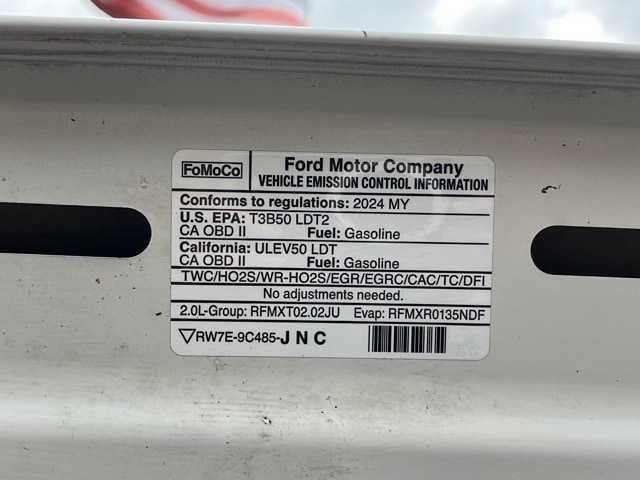 FoMoCo
Ford Motor Company
VEHICLE EMISSION CONTROL INFORMATION
Conforms to regulations: 2024 MY
U.S. EPA: T3B50 LDT2
CA OBD II Fuel: Gasoline
California: ULEV50 LDT
CA OBD II Fuel: Gasoline
TWC/HO2S/WR-HO2S/EGR/EGRC/CAC/TC/DFI
No adjustments needed.
2.0L-Group: RFMXT02.02JU Evap: RFMXR0135NDF
RW7E-9C485-J N C